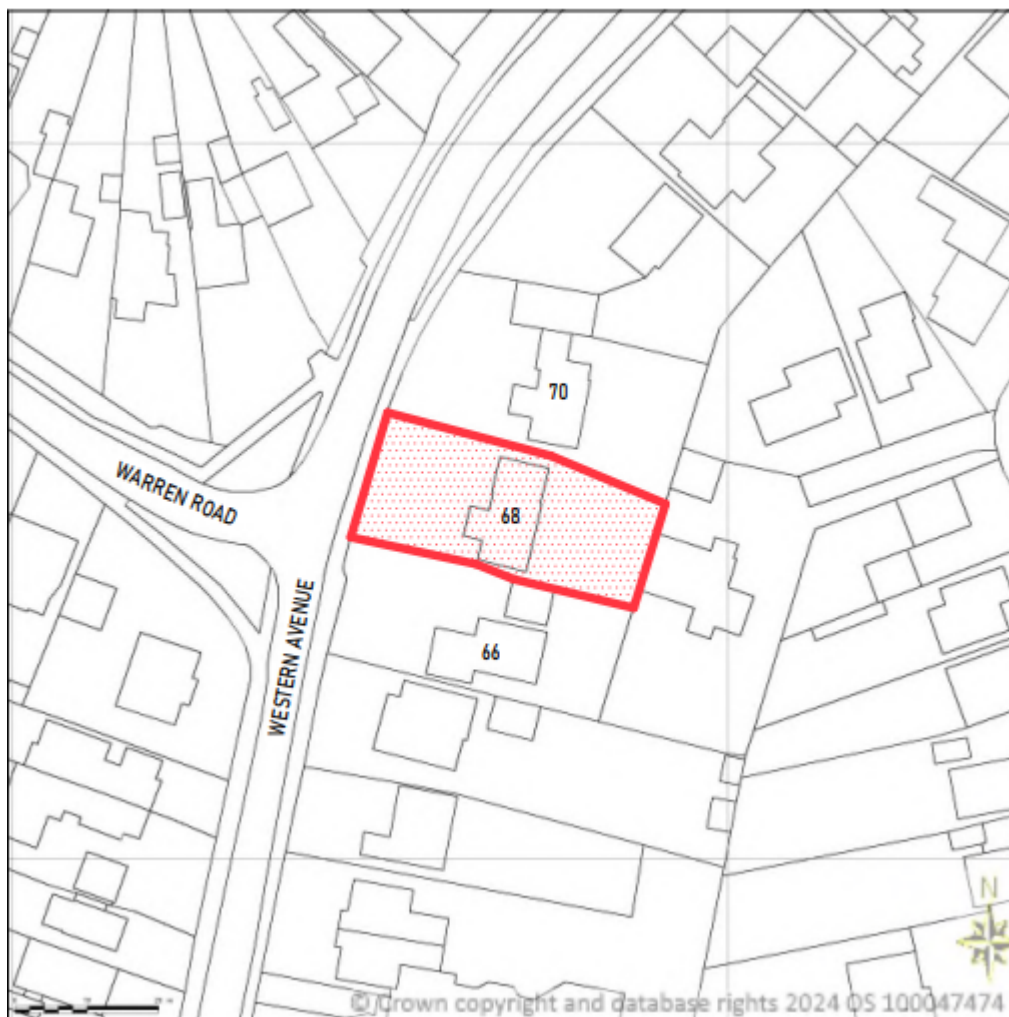 70
WARREN ROAD
68
WESTERN AVENUE
66
N
© Crown copyright and database rights 2024 OS 100047474